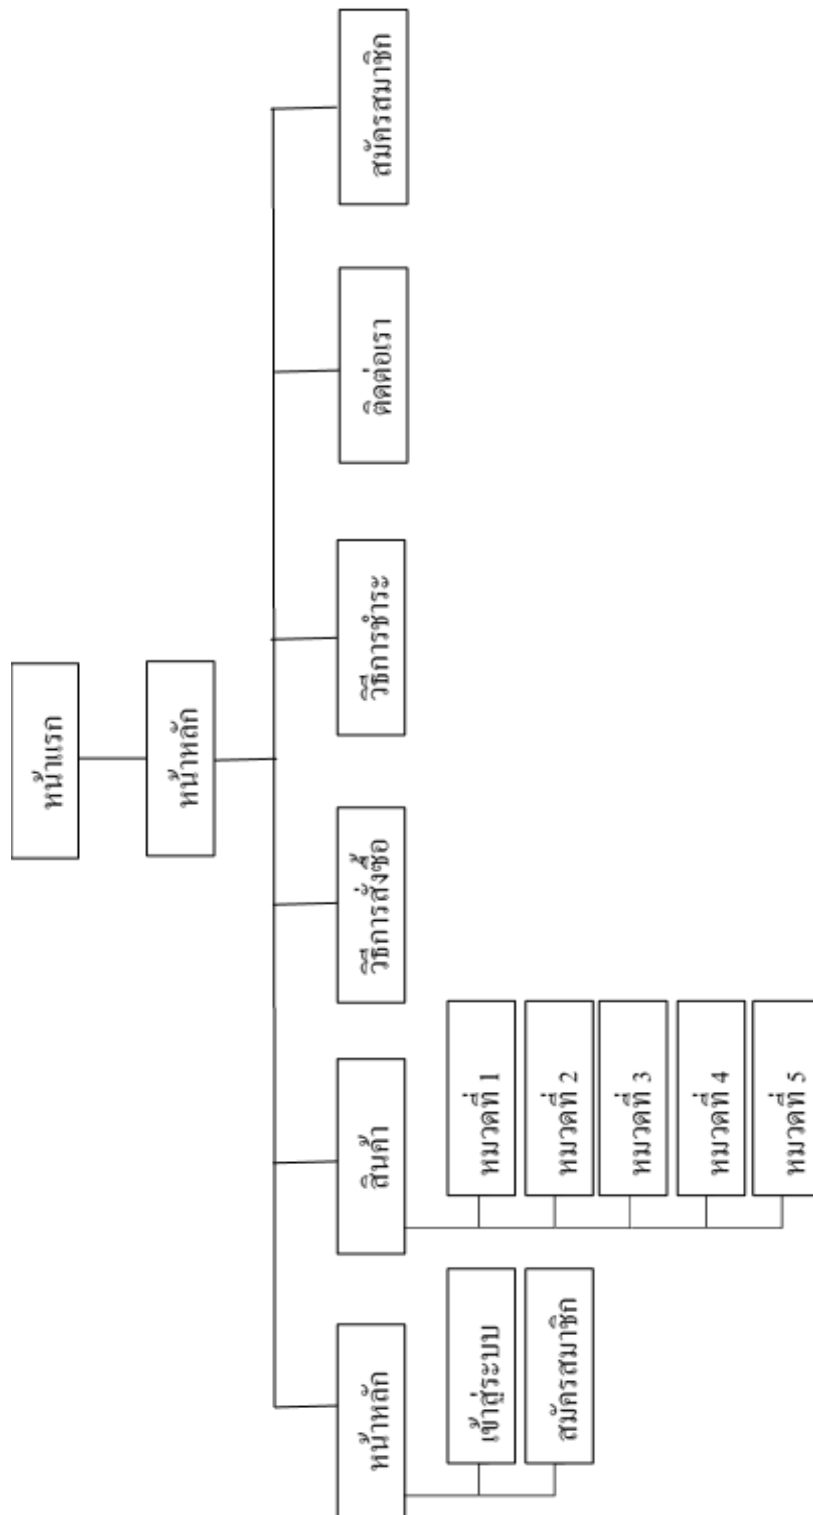 หน้าแรก
หน้าหลัก
หน้าหลัก
สินค้า
วิธีการสั่งซื้อ
วิธีการชำระ
ติดต่อเรา
สมัครสมาชิก
เข้าสู่ระบบ
สมัครสมาชิก
หมวดที่ 1
หมวดที่ 2
หมวดที่ 3
หมวดที่ 4
หมวดที่ 5